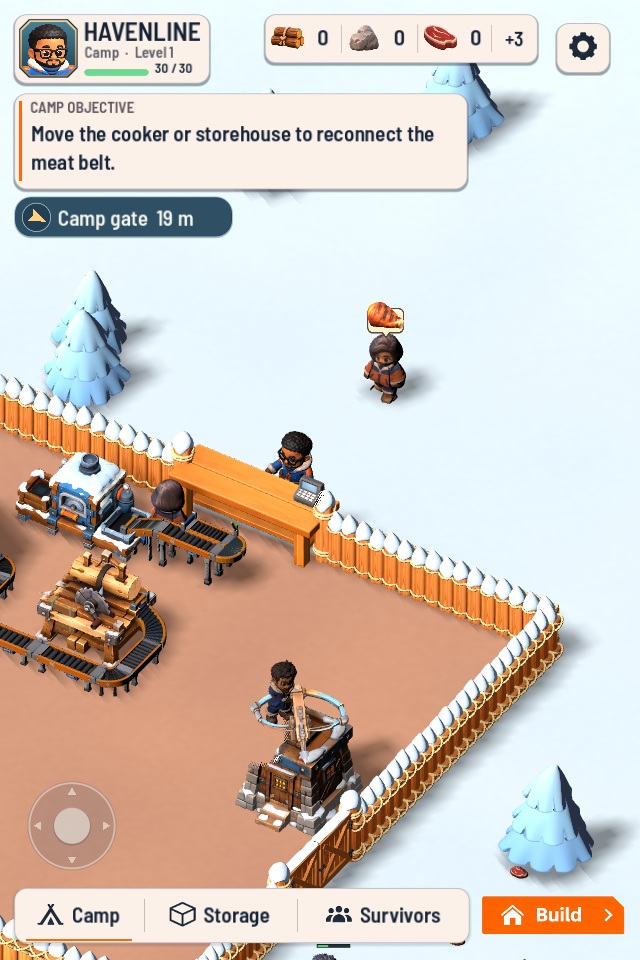 HAVENLINE
Camp · Level 1
30 / 30
0
0
0
+3
CAMP OBJECTIVE
Move the cooker or storehouse to reconnect the
meat belt.
Camp gate 19 m
Camp
Storage
Survivors
Build